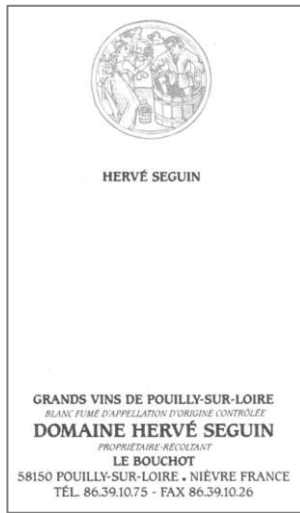 HERVÉ SEGUIN
GRANDS VINS DE POUILLY-SUR-LOIRE
BLANC FUMÉ D'APPELLATION D'ORIGINE CONTRÔLÉE
DOMAINE HERVÉ SEGUIN
PROPRIÉTAIRE-RÉCOLTANT
LE BOUCHOT
58150 POUILLY-SUR-LOIRE • NIÈVRE FRANCE
TÉL. 86.39.10.75 - FAX 86.39.10.26